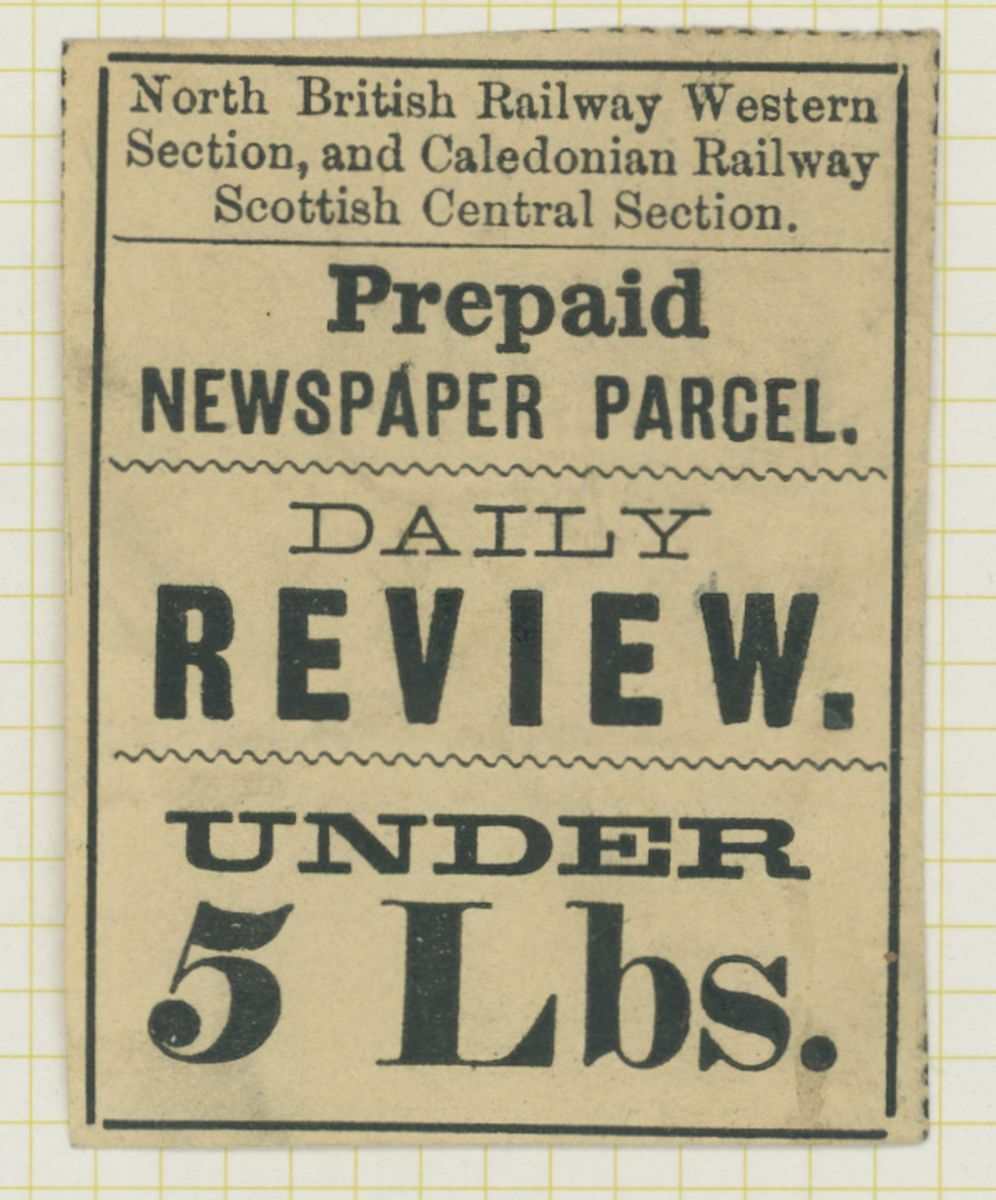 North British Railway Western
Section, and Caledonian Railway
Scottish Central Section.
Prepaid
NEWSPAPER PARCEL.
DAILY
REVIEW.
UNDER
5 Lbs.